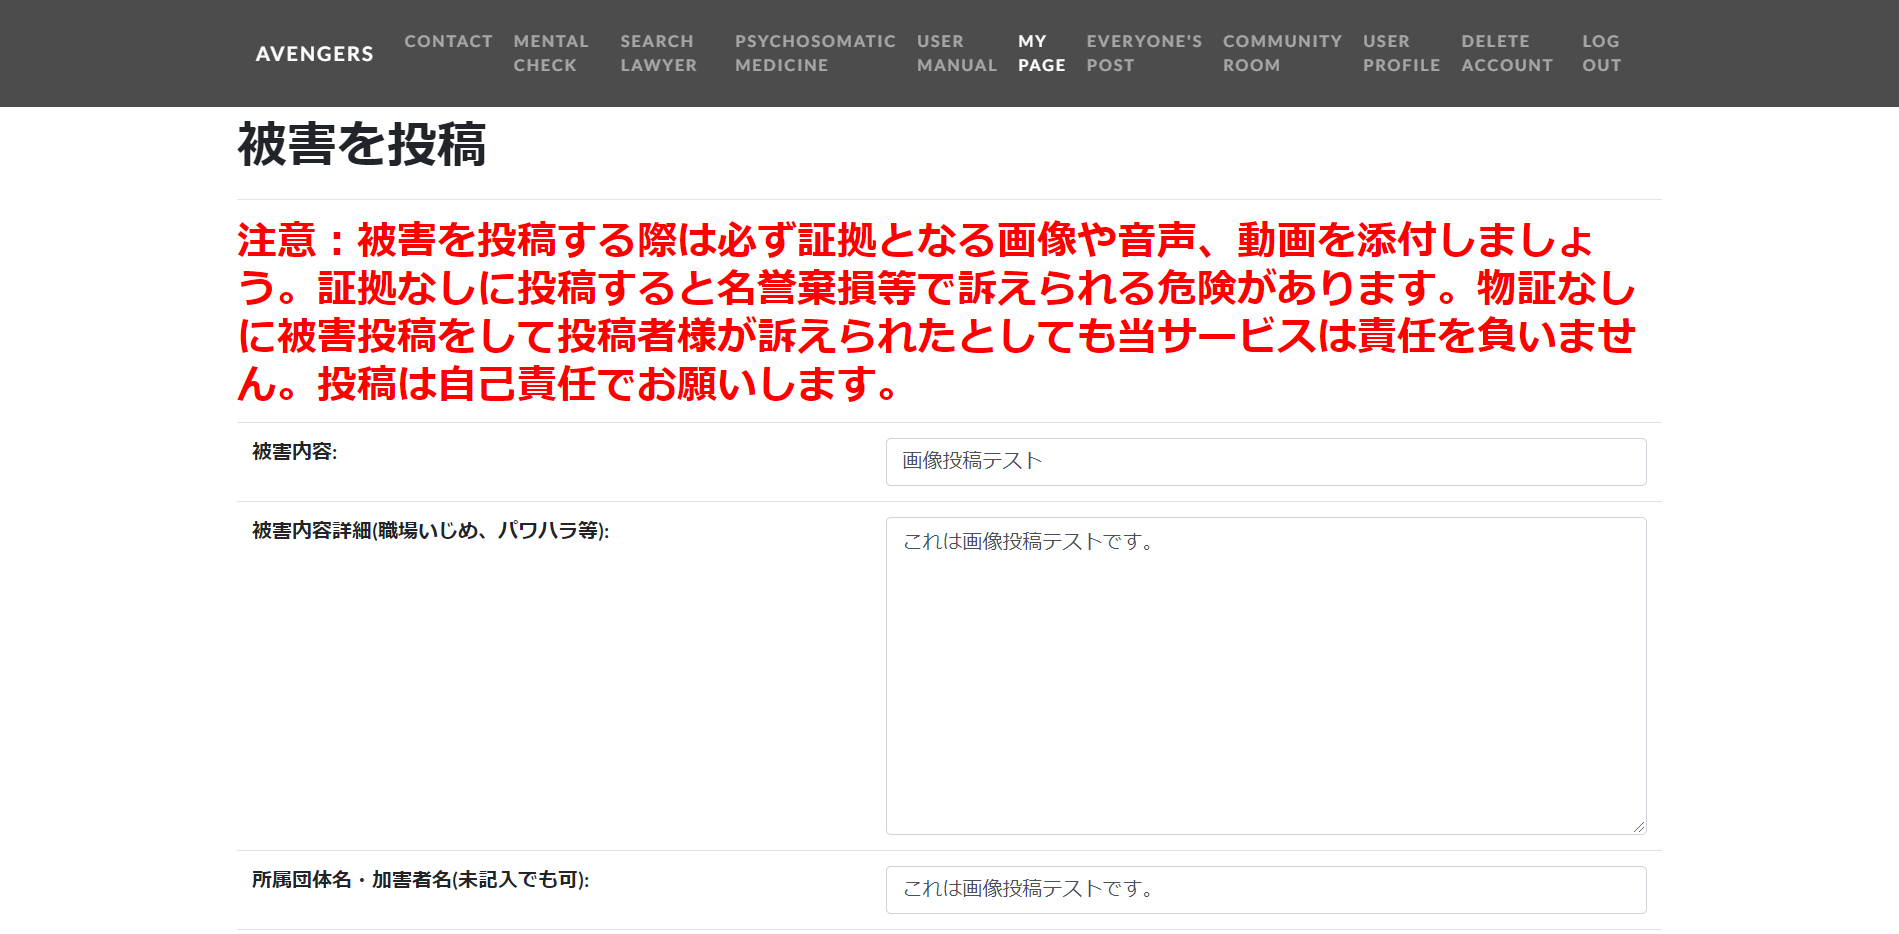 AVENGERS
CONTACT
MENTAL
CHECK
SEARCH
LAWYER
PSYCHOSOMATIC
MEDICINE
USER
MANUAL
MY
PAGE
EVERYONE'S
POST
COMMUNITY
ROOM
USER
PROFILE
DELETE
ACCOUNT
LOG
OUT
被害を投稿
注意：被害を投稿する際は必ず証拠となる画像や音声、動画を添付しましょ
う。証拠なしに投稿すると名誉棄損等で訴えられる危険があります。物証なし
に被害投稿をして投稿者様が訴えられたとしても当サービスは責任を負いませ
ん。投稿は自己責任でお願いします。
被害内容:
画像投稿テスト
被害内容詳細(職場いじめ、パワハラ等):
これは画像投稿テストです。
所属団体名・加害者名(未記入でも可):
これは画像投稿テストです。